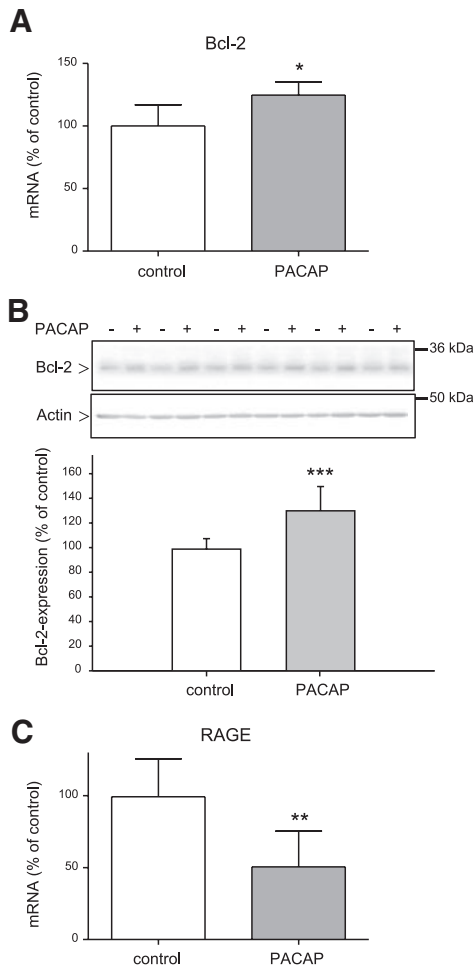 A
Bcl-2
mRNA (% of control)
150
100
50
0
*
control
PACAP
B
PACAP - + - + - + - + - + - +
36 kDa
Bcl-2 >
50 kDa
Actin >
Bcl-2-expression (% of control)
160
140
120
100
80
60
40
20
0
***
control
PACAP
C
RAGE
mRNA (% of control)
100
50
0
**
control
PACAP